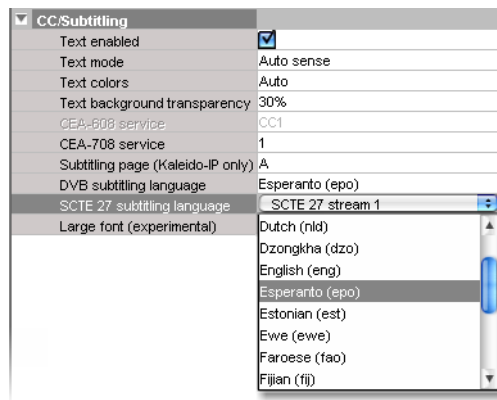 CC/Subtitling
Text enabled
Text mode Auto sense
Text colors Auto
Text background transparency 30%
CEA-608 service CC1
CEA-708 service 1
Subtitling page (Kaleido-IP only) A
DVB subtitling language Esperanto (epo)
SCTE 27 subtitling language SCTE 27 stream 1
Large font (experimental)
Dutch (nld)
Dzongkha (dzo)
English (eng)
Esperanto (epo)
Estonian (est)
Ewe (ewe)
Faroese (fao)
Fijian (fij)